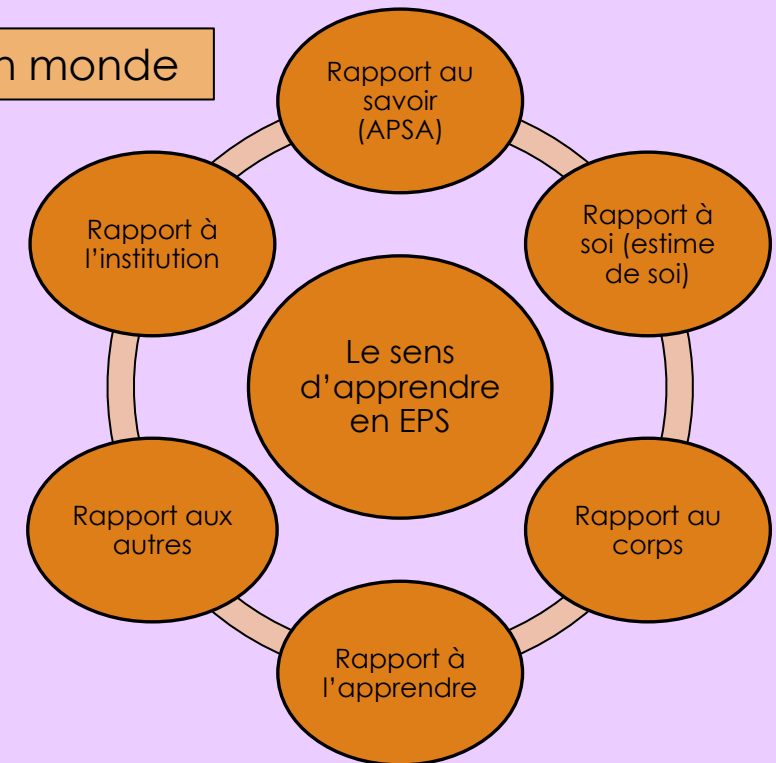 monde
Rapport au
savoir
(APSA)
Rapport à
soi (estime
de soi)
Rapport à
l’institution
Le sens
d’apprendre
en EPS
Rapport aux
autres
Rapport au
corps
Rapport à
l’apprendre